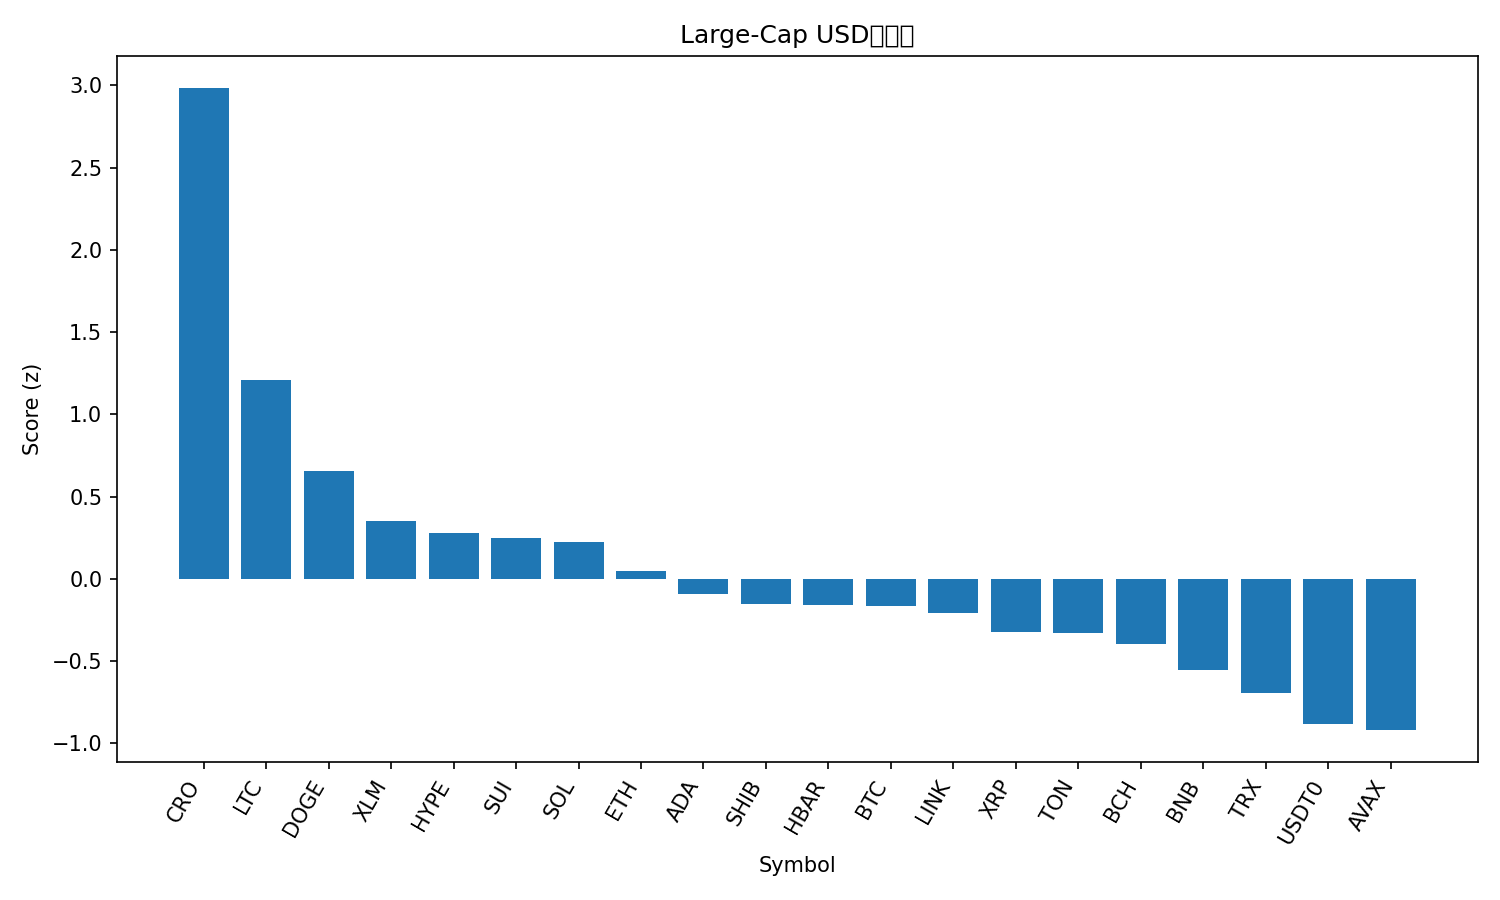 Large-Cap USD
3.0
2.5
2.0
1.5
1.0
0.5
0.0
−0.5
−1.0
Score (z)
CRO
LTC
DOGE
XLM
HYPE
SUI
SOL
ETH
ADA
SHIB
HBAR
BTC
LINK
XRP
TON
BCH
BNB
TRX
USDT0
AVAX
Symbol